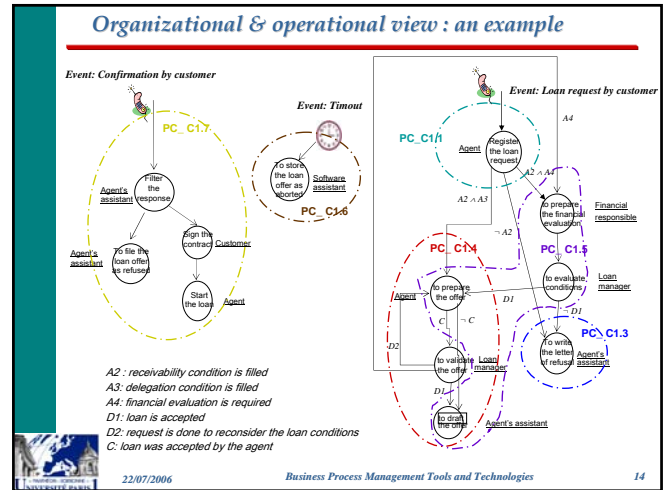 Organizational & operational view : an example
Event: Confirmation by customer
PC_ C1.7
Filter
the
response
Agent's
assistant
Sign the
contract
Customer
To file the
loan offer
as refused
Agent's
assistant
Start
the loan
Agent
Event: Timout
To store
the loan
offer as
aborted
Software
assistant
PC_ C1.6
Event: Loan request by customer
A4
PC_C1/1
Agent
Register
the loan
request
A2 ∧ A4
A2 ∧ A3
¬ A2
to prepare
the financial
evaluation
Financial
responsible
PC_ C1.4
PC_ C1.5
to prepare
the offer
Agent
to evaluate
conditions
Loan
manager
D1
¬ D1
C
¬ C
PC_ C1.3
D2
To write
the letter
of refusal
Agent's
assistant
to validate
the offer
Loan
manager
D1
to draft
the offer
Agent's assistant
A2 : receivability condition is filled
A3: delegation condition is filled
A4: financial evaluation is required
D1: loan is accepted
D2: request is done to reconsider the loan conditions
C: loan was accepted by the agent
UNIVERSITÉ PARIS
22/07/2006
Business Process Management Tools and Technologies
14